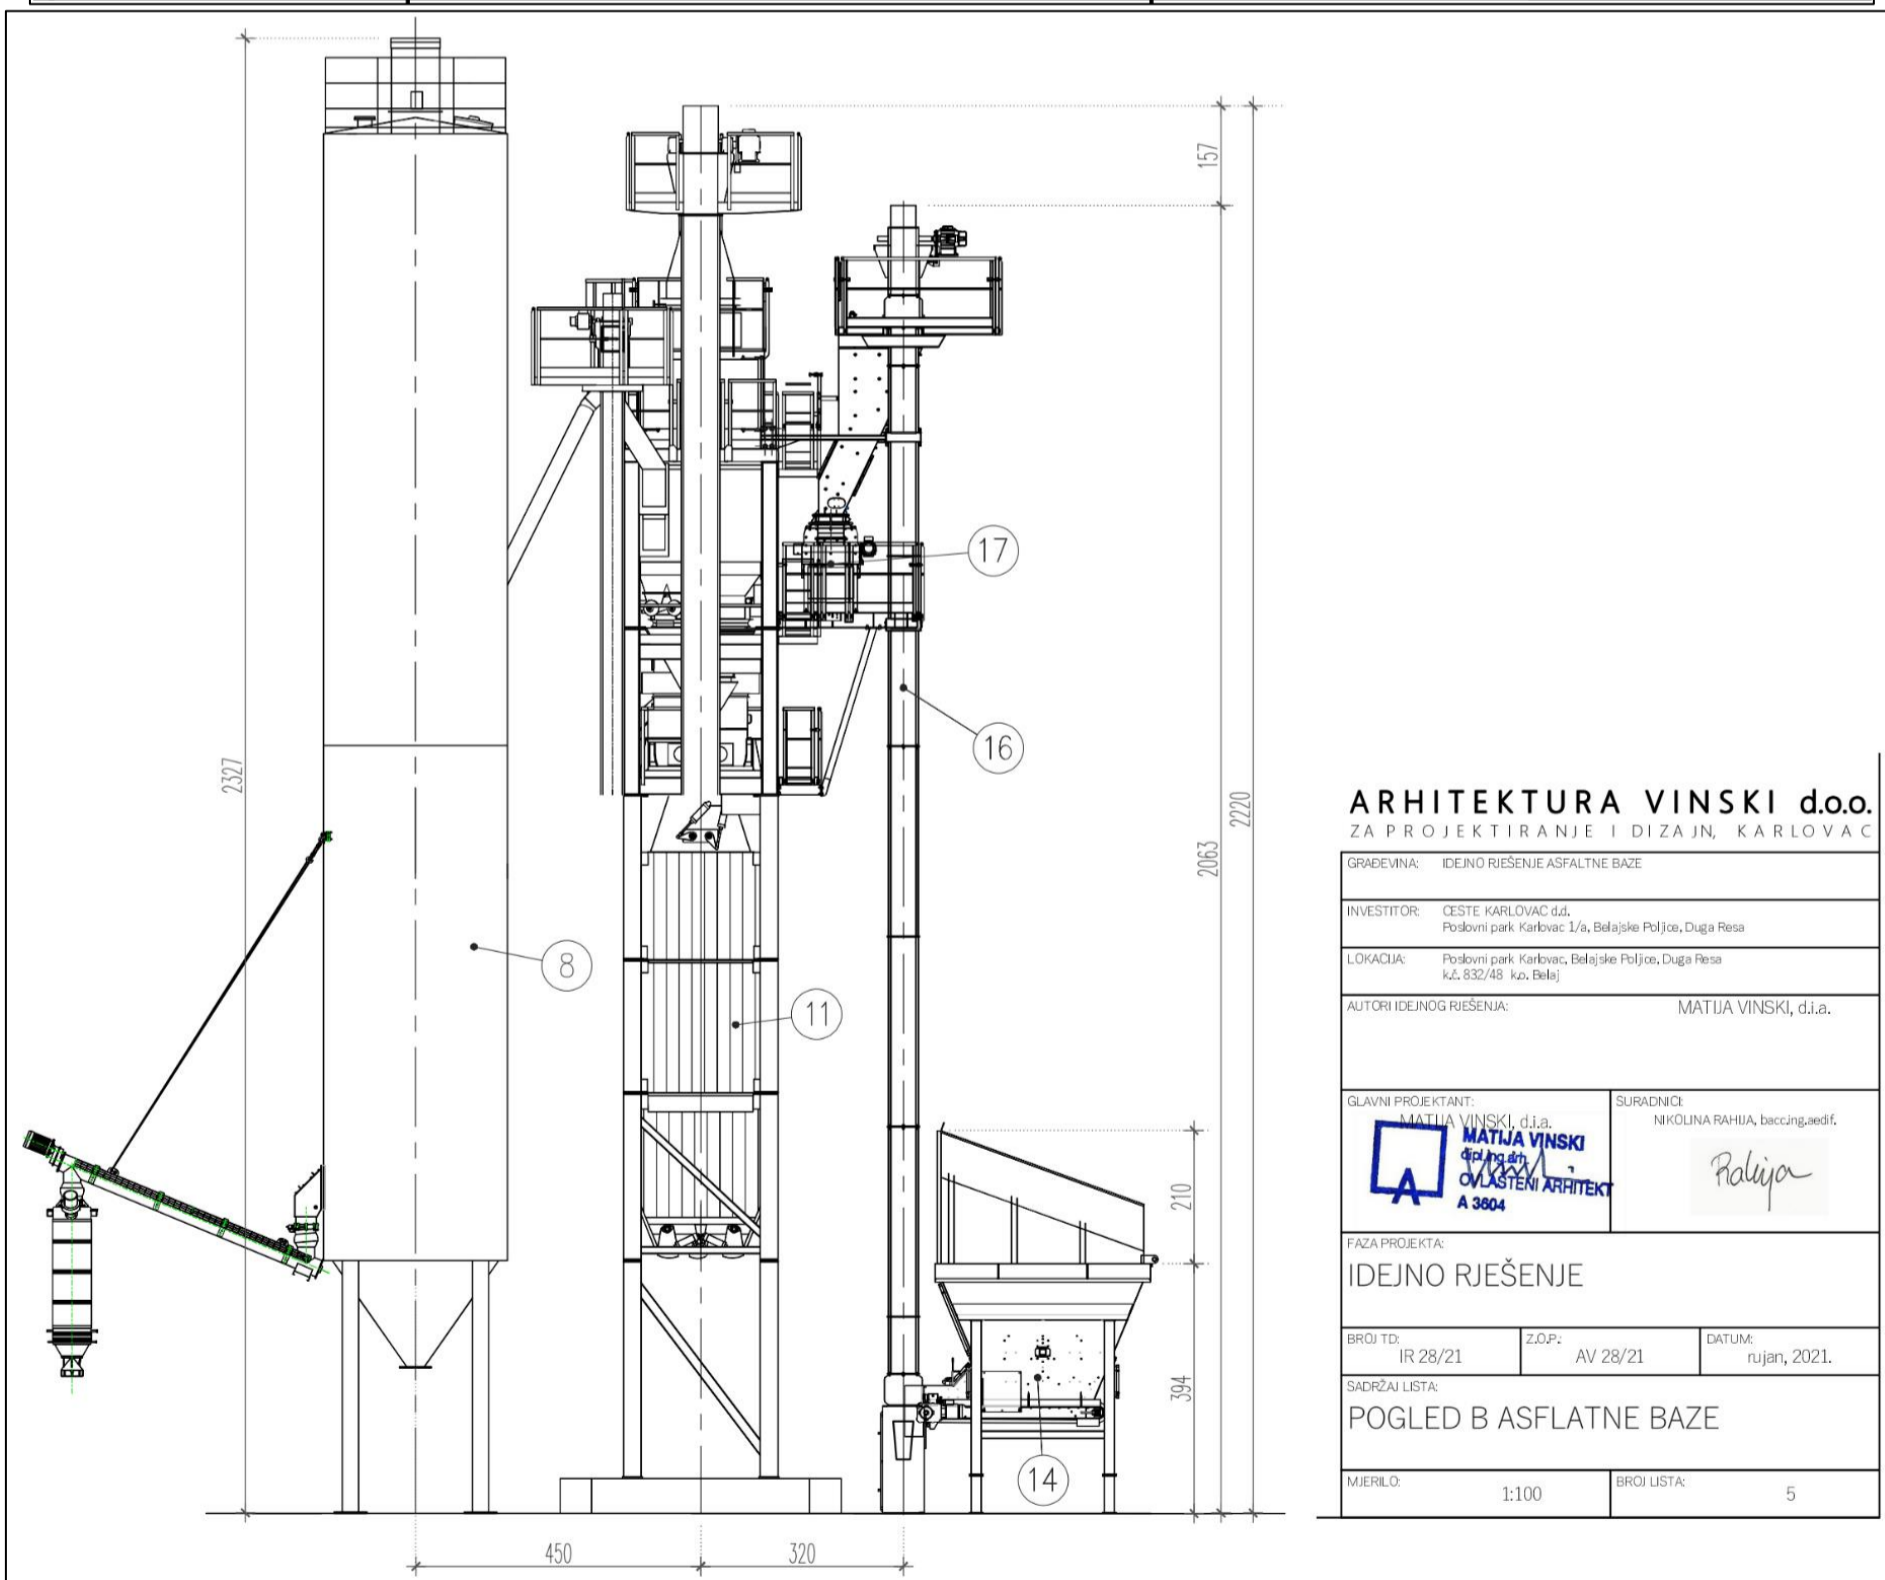 157
17
16
2327
2220
2063
8
11
210
394
14
450
320
ARHITEKTURA VINSKI d.o.o.
ZA PROJEKTIRANJE I DIZAJN, KARLOVAC
GRAĐEVINA: IDEJNO RJEŠENJE ASFALTNE BAZE
INVESTITOR: CESTE KARLOVAC d.d.
Poslovni park Karlovac 1/a, Belajske Poljice, Duga Resa
LOKACIJA: Poslovni park Karlovac, Belajske Poljice, Duga Resa
k.č. 832/48 k.o. Belaj
AUTORI IDEJNOG RJEŠENJA: MATIJA VINSKI, d.i.a.
GLAVNI PROJEKTANT:
MATIJA VINSKI, d.i.a.
MATIJA VINSKI
dipl.ing.arh.
OVLAŠTENI ARHITEKT
A 3604
A
SURADNICI:
NIKOLINA RAHIJA, bacc.ing.aedif.
Rahija
FAZA PROJEKTA:
IDEJNO RJEŠENJE
BROJ TD: IR 28/21
Z.O.P.: AV 28/21
DATUM: rujan, 2021.
SADRŽAJ LISTA:
POGLED B ASFLATNE BAZE
MJERILO: 1:100
BROJ LISTA: 5